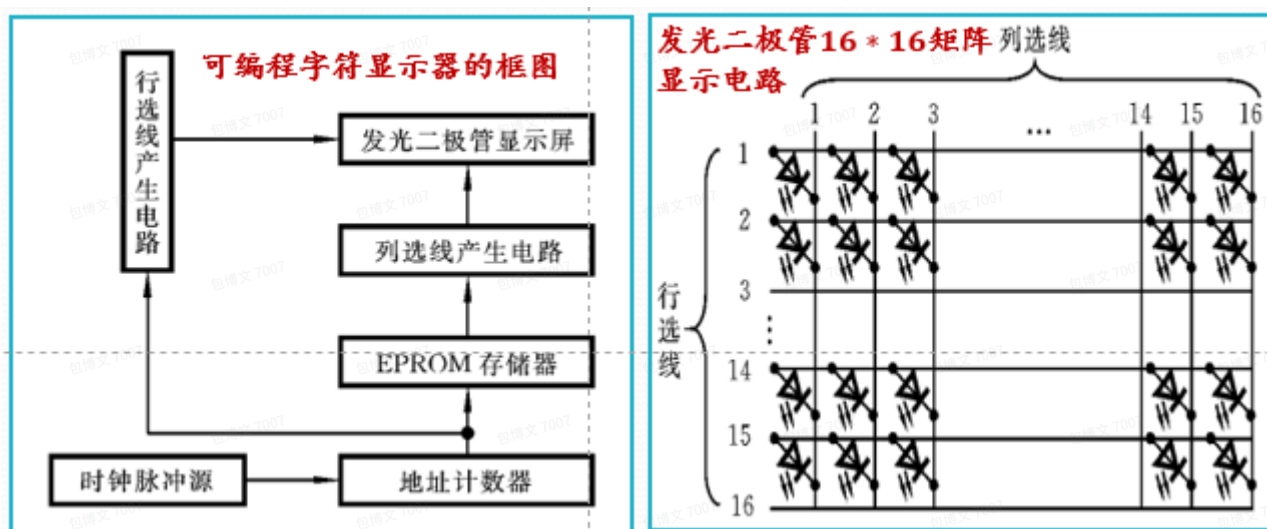 可编程字符显示器的框图
行选线产生电路
发光二极管显示屏
列选线产生电路
EPROM 存储器
时钟脉冲源
地址计数器
发光二极管16*16矩阵
显示电路
列选线
1 2 3 … 14 15 16
行选线
1
2
3
⋮
14
15
16
包博文 7007